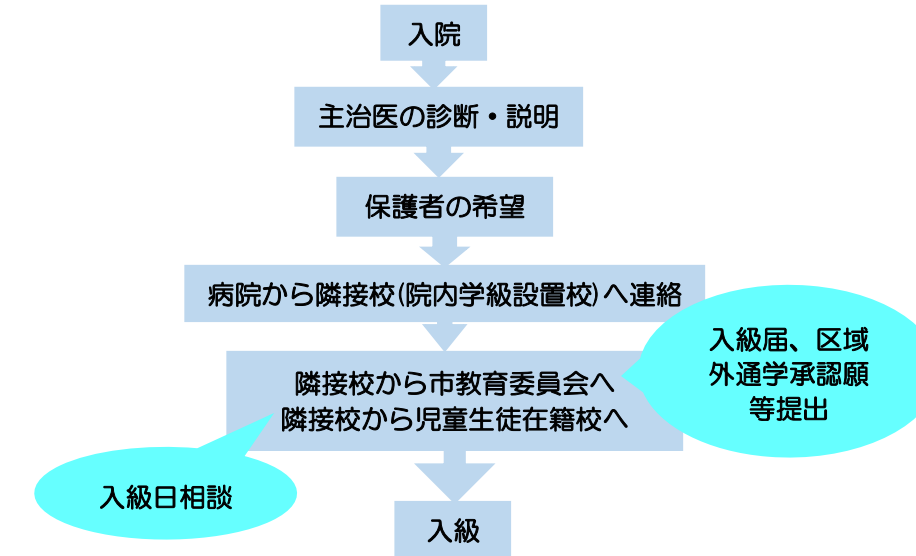 入院
主治医の診断・説明
保護者の希望
病院から隣接校(院内学級設置校)へ連絡
隣接校から市教育委員会へ
隣接校から児童生徒在籍校へ
入級届、区域
外通学承認願
等提出
入級日相談
入級